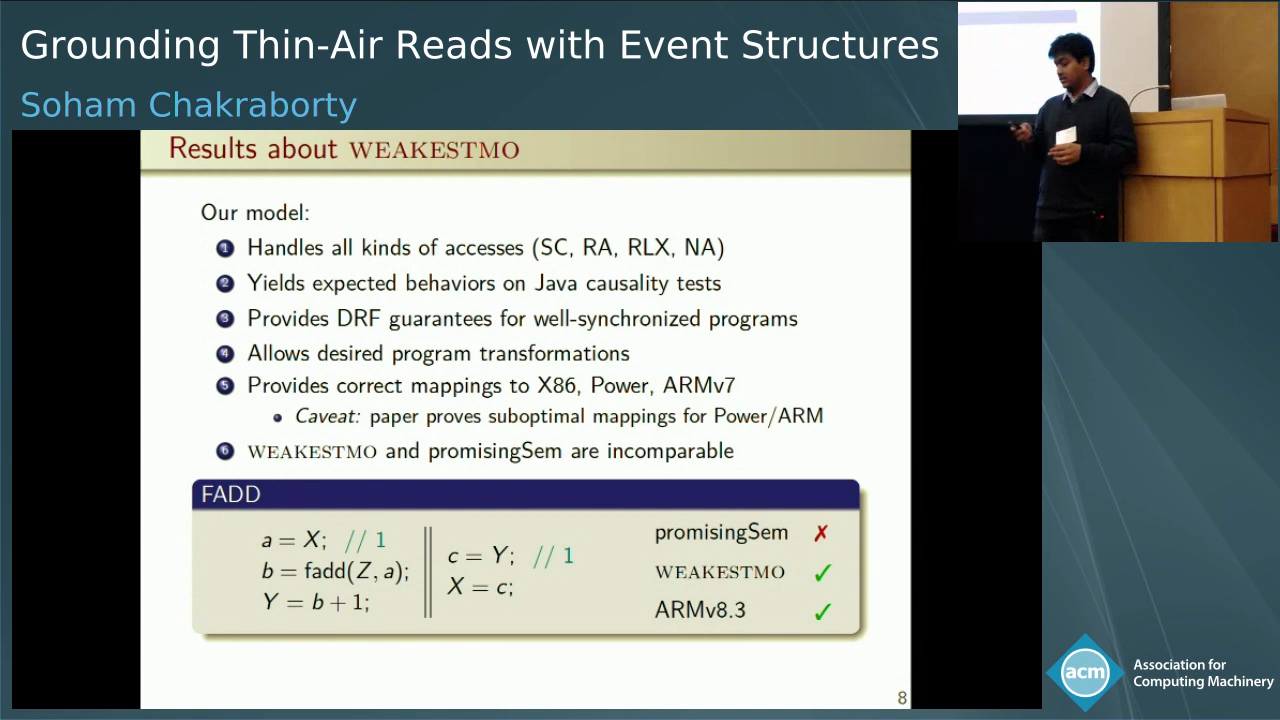 Grounding Thin-Air Reads with Event Structures
Soham Chakraborty
Results about WEAKESTMO
Our model:
1 Handles all kinds of accesses (SC, RA, RLX, NA)
2 Yields expected behaviors on Java causality tests
3 Provides DRF guarantees for well-synchronized programs
4 Allows desired program transformations
5 Provides correct mappings to X86, Power, ARMv7
• Caveat: paper proves suboptimal mappings for Power/ARM
6 WEAKESTMO and promisingSem are incomparable
FADD
a = X; // 1
b = fadd(Z, a);
Y = b + 1;
c = Y; // 1
X = c;
promisingSem ✗
WEAKESTMO ✓
ARMv8.3 ✓
8
acm
Association for
Computing Machinery